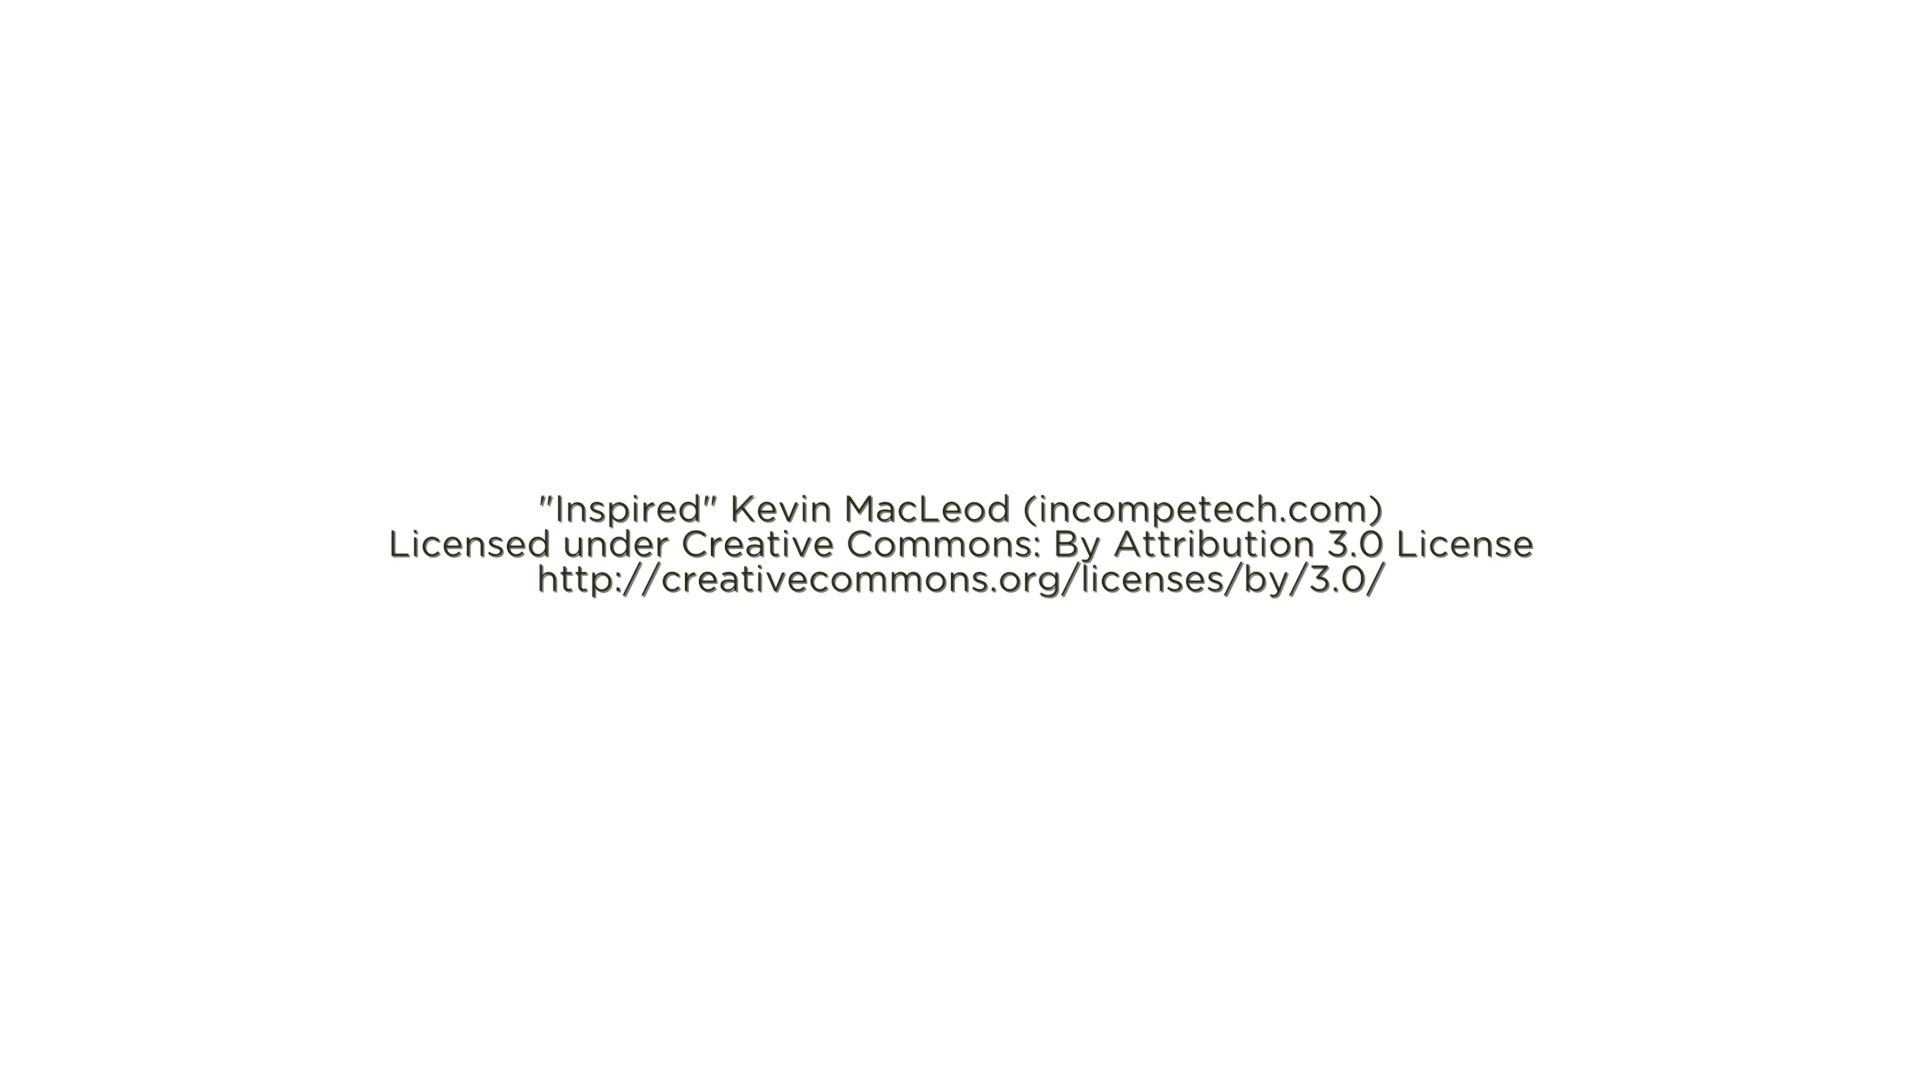 "Inspired" Kevin MacLeod (incompetech.com)
Licensed under Creative Commons: By Attribution 3.0 License
http://creativecommons.org/licenses/by/3.0/